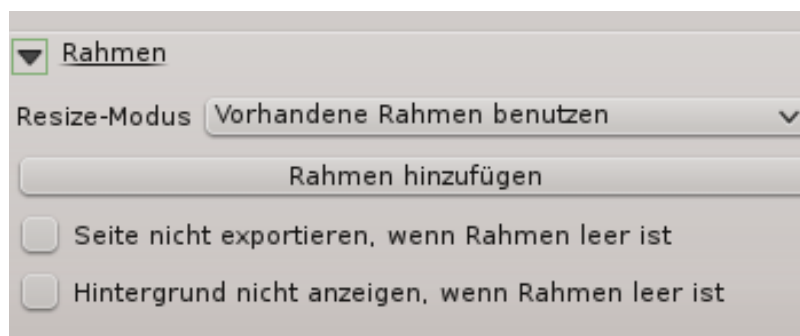 Rahmen
Resize-Modus Vorhandene Rahmen benutzen
Rahmen hinzufügen
Seite nicht exportieren, wenn Rahmen leer ist
Hintergrund nicht anzeigen, wenn Rahmen leer ist